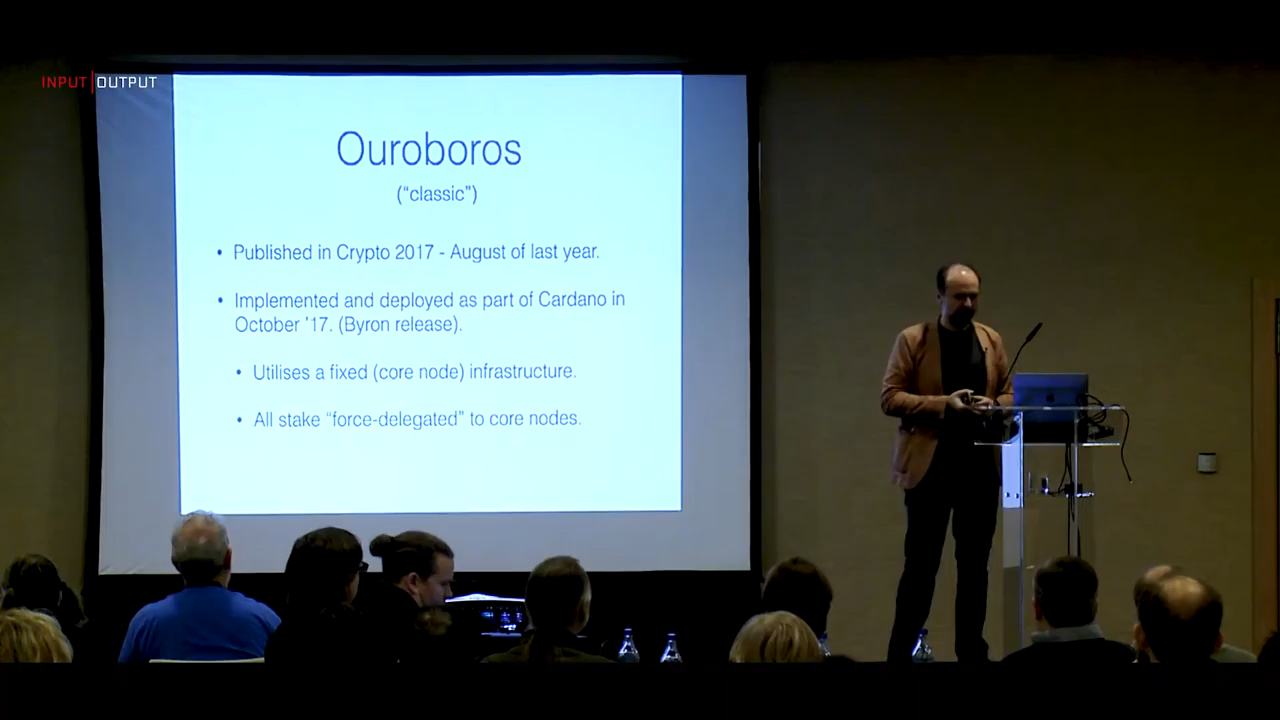 INPUT|OUTPUT
Ouroboros
("classic")
• Published in Crypto 2017 - August of last year.
• Implemented and deployed as part of Cardano in
October '17. (Byron release).
• Utilises a fixed (core node) infrastructure.
• All stake "force-delegated" to core nodes.